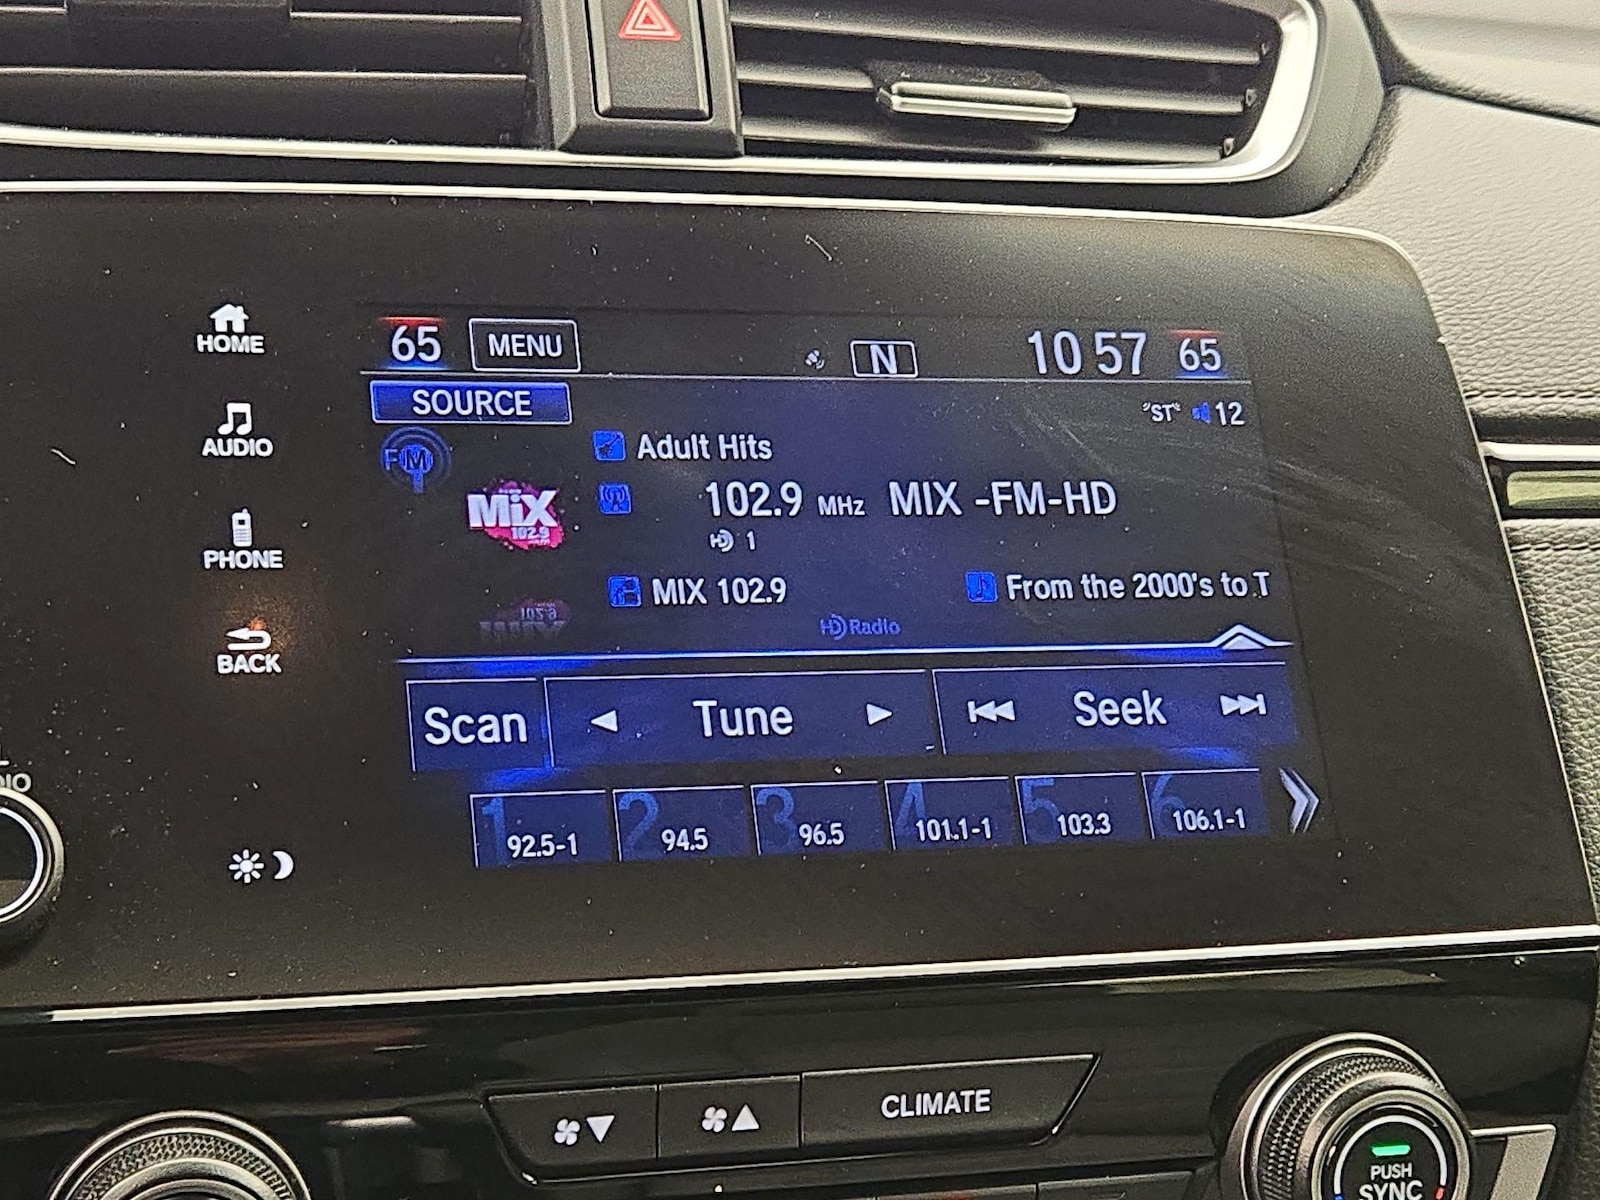 HOME
AUDIO
PHONE
BACK
65 MENU N 10 57 65
SOURCE
"ST" 12
FM
Adult Hits
MiX
102.9
102.9 MHz MIX -FM-HD
HD 1
MIX 102.9 From the 2000's to T
HD Radio
Scan Tune Seek
1 92.5-1
2 94.5
3 96.5
4 101.1-1
5 103.3
6 106.1-1
CLIMATE
PUSH
SYNC